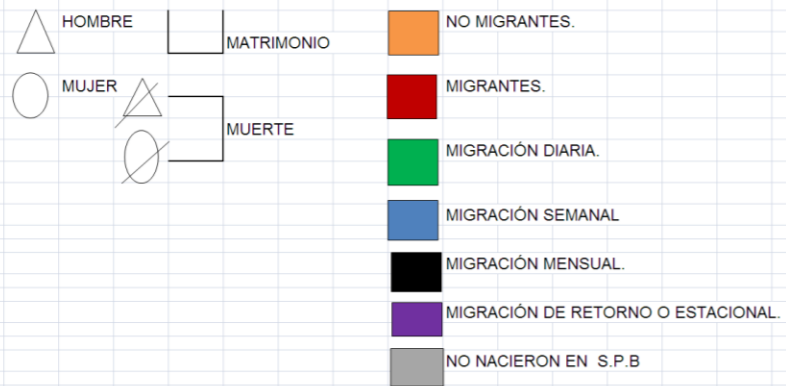 HOMBRE
MATRIMONIO
MUJER
MUERTE
NO MIGRANTES.
MIGRANTES.
MIGRACIÓN DIARIA.
MIGRACIÓN SEMANAL
MIGRACIÓN MENSUAL.
MIGRACIÓN DE RETORNO O ESTACIONAL.
NO NACIERON EN S.P.B